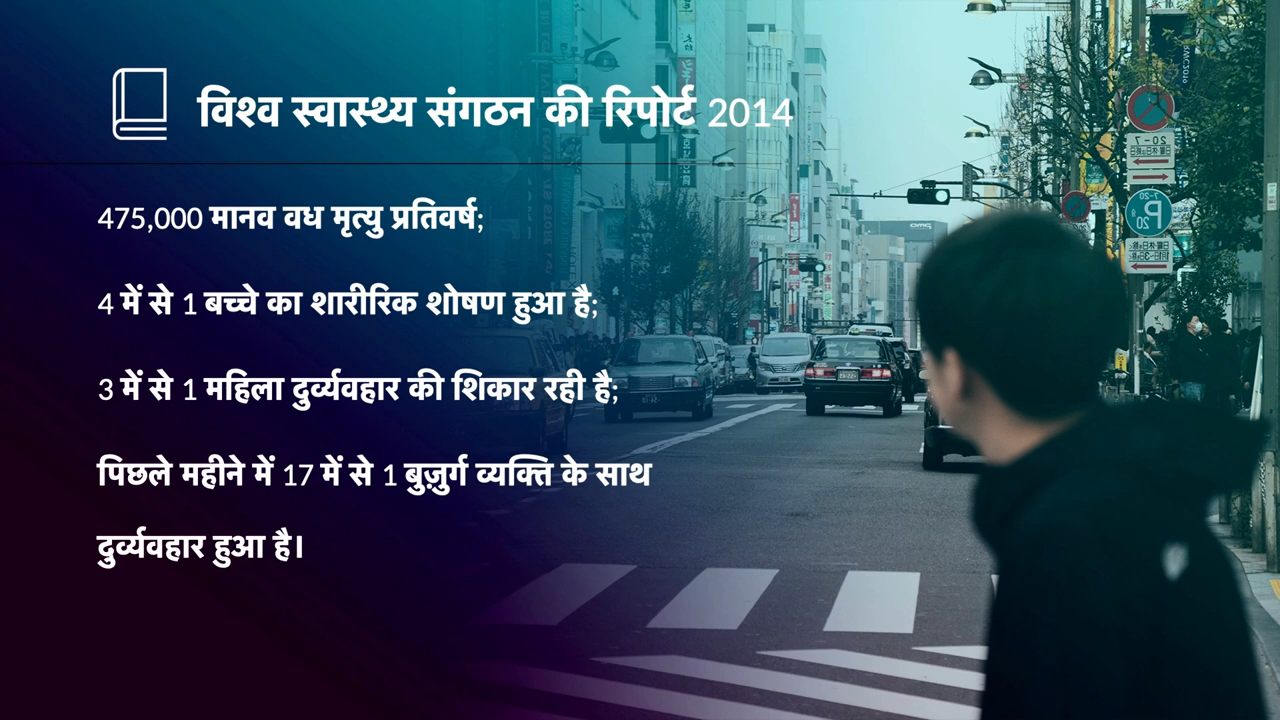 विश्व स्वास्थ्य संगठन की रिपोर्ट 2014
475,000 मानव वध मृत्यु प्रतिवर्ष;
4 में से 1 बच्चे का शारीरिक शोषण हुआ है;
3 में से 1 महिला दुर्व्यवहार की शिकार रही है;
पिछले महीने में 17 में से 1 बुज़ुर्ग व्यक्ति के साथ
दुर्व्यवहार हुआ है।